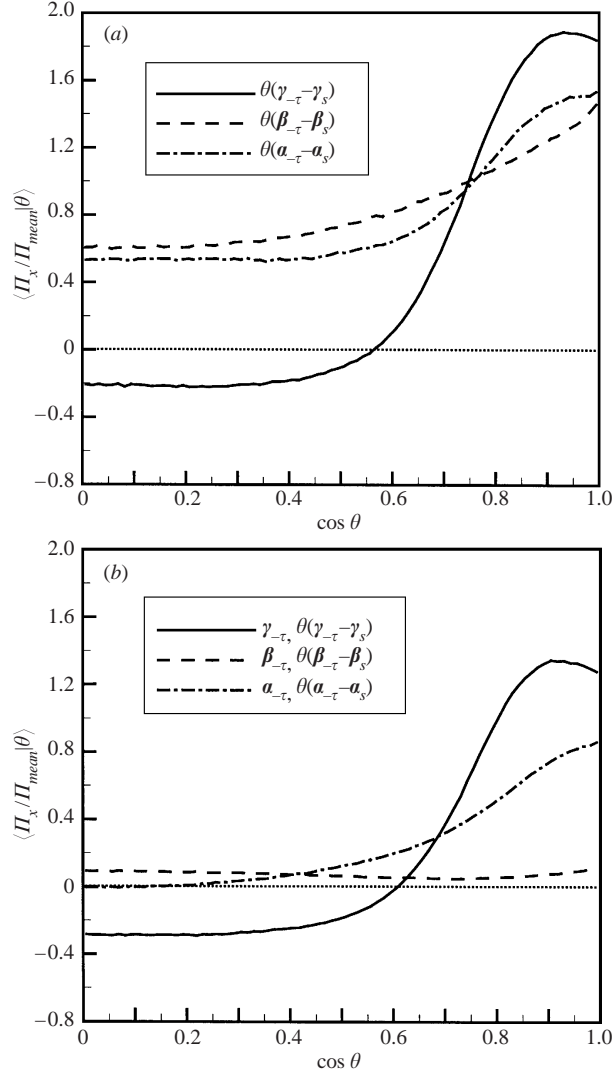 (a)
2.0
1.6
1.2
0.8
0.4
0
−0.4
−0.8
⟨Π_x/Π_mean|θ⟩
θ(γ_−τ–γ_s)
θ(β_−τ–β_s)
θ(α_−τ–α_s)
0 0.2 0.4 0.6 0.8 1.0
cos θ
(b)
2.0
1.6
1.2
0.8
0.4
0
−0.4
−0.8
⟨Π_x/Π_mean|θ⟩
γ_−τ, θ(γ_−τ–γ_s)
β_−τ, θ(β_−τ–β_s)
α_−τ, θ(α_−τ–α_s)
0 0.2 0.4 0.6 0.8 1.0
cos θ